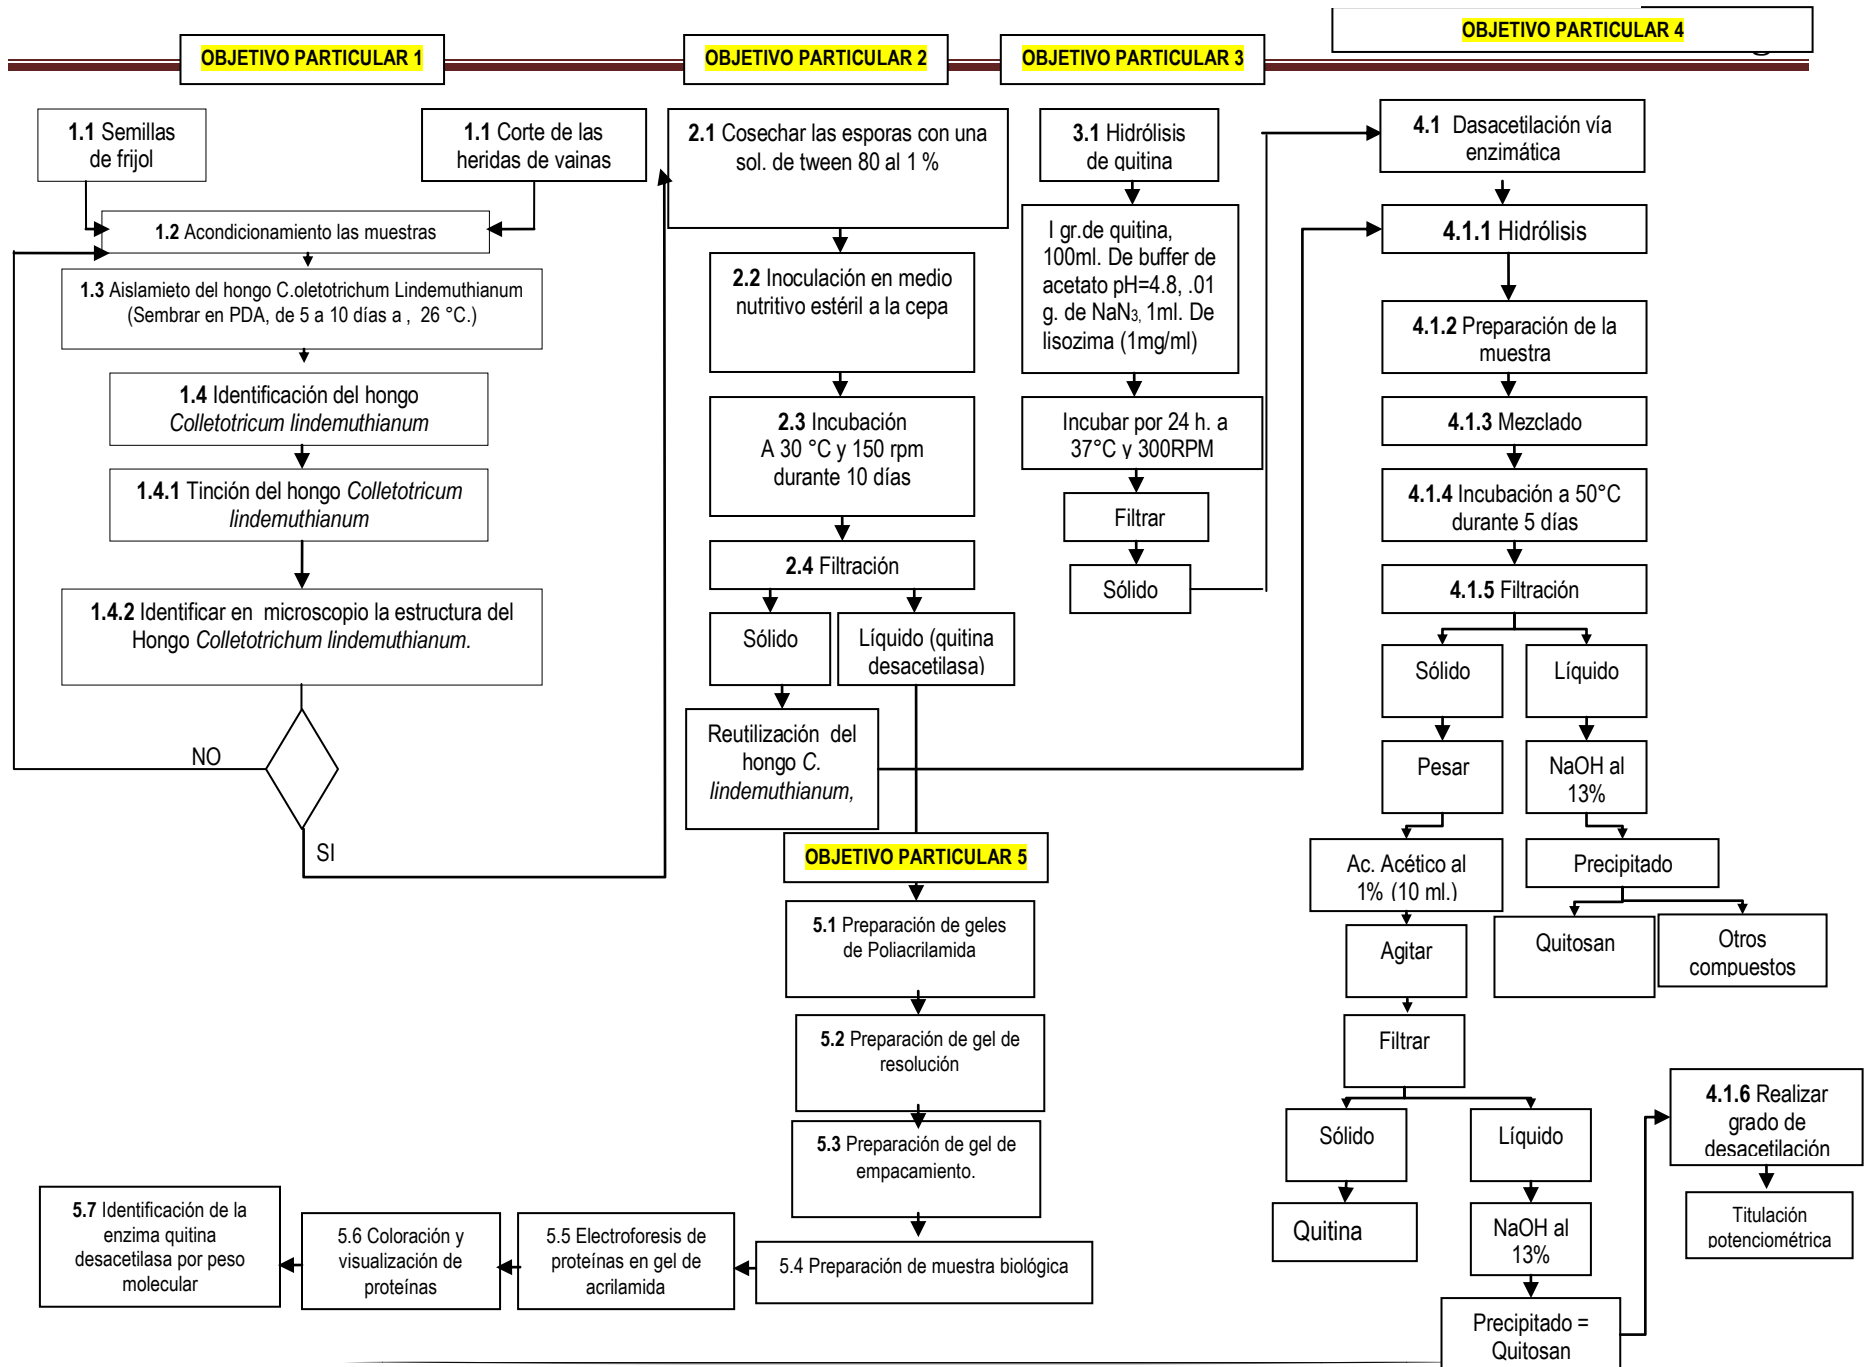 OBJETIVO PARTICULAR 1
OBJETIVO PARTICULAR 2
OBJETIVO PARTICULAR 3
OBJETIVO PARTICULAR 4
1.1 Semillas
de frijol
1.1 Corte de las
heridas de vainas
1.2 Acondicionamiento las muestras
1.3 Aislamieto del hongo C.oletotrichum Lindemuthianum
(Sembrar en PDA, de 5 a 10 días a , 26 °C.)
1.4 Identificación del hongo
Colletotricum lindemuthianum
1.4.1 Tinción del hongo Colletotricum
lindemuthianum
1.4.2 Identificar en microscopio la estructura del
Hongo Colletotrichum lindemuthianum.
NO
SI
2.1 Cosechar las esporas con una
sol. de tween 80 al 1 %
2.2 Inoculación en medio
nutritivo estéril a la cepa
2.3 Incubación
A 30 °C y 150 rpm
durante 10 días
2.4 Filtración
Sólido
Líquido (quitina
desacetilasa)
Reutilización del
hongo C.
lindemuthianum,
3.1 Hidrólisis
de quitina
I gr.de quitina,
100ml. De buffer de
acetato pH=4.8, .01
g. de NaN3, 1ml. De
lisozima (1mg/ml)
Incubar por 24 h. a
37°C y 300RPM
Filtrar
Sólido
4.1 Dasacetilación vía
enzimática
4.1.1 Hidrólisis
4.1.2 Preparación de la
muestra
4.1.3 Mezclado
4.1.4 Incubación a 50°C
durante 5 días
4.1.5 Filtración
Sólido
Líquido
Pesar
NaOH al
13%
Ac. Acético al
1% (10 ml.)
Precipitado
Agitar
Quitosan
Otros
compuestos
Filtrar
Sólido
Líquido
Quitina
NaOH al
13%
Precipitado =
Quitosan
4.1.6 Realizar
grado de
desacetilación
Titulación
potenciométrica
OBJETIVO PARTICULAR 5
5.1 Preparación de geles
de Poliacrilamida
5.2 Preparación de gel de
resolución
5.3 Preparación de gel de
empacamiento.
5.4 Preparación de muestra biológica
5.5 Electroforesis de
proteínas en gel de
acrilamida
5.6 Coloración y
visualización de
proteínas
5.7 Identificación de la
enzima quitina
desacetilasa por peso
molecular